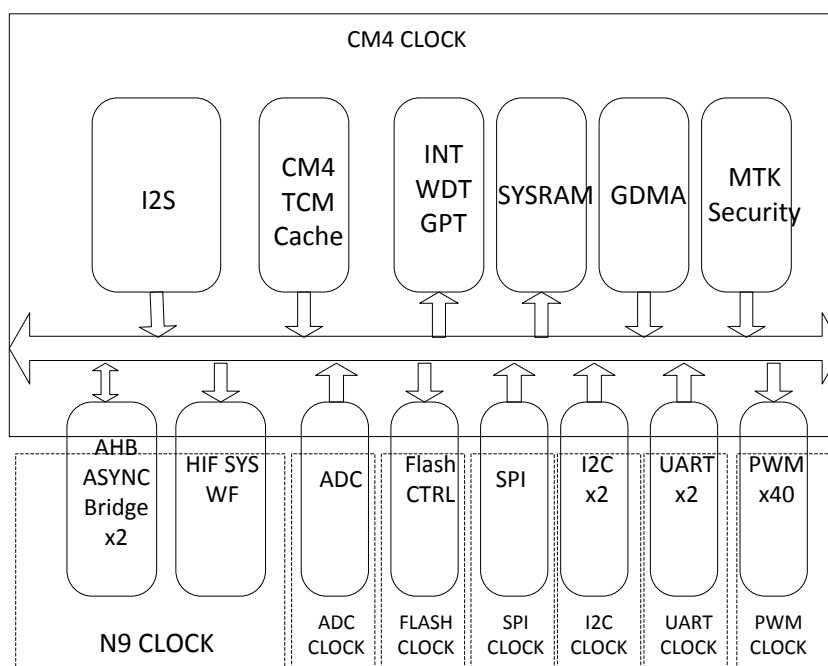 CM4 CLOCK
I2S
CM4
TCM
Cache
INT
WDT
GPT
SYSRAM
GDMA
MTK
Security
AHB
ASYNC
Bridge
x2
HIF SYS
WF
ADC
Flash
CTRL
SPI
I2C
x2
UART
x2
PWM
x40
N9 CLOCK
ADC
CLOCK
FLASH
CLOCK
SPI
CLOCK
I2C
CLOCK
UART
CLOCK
PWM
CLOCK